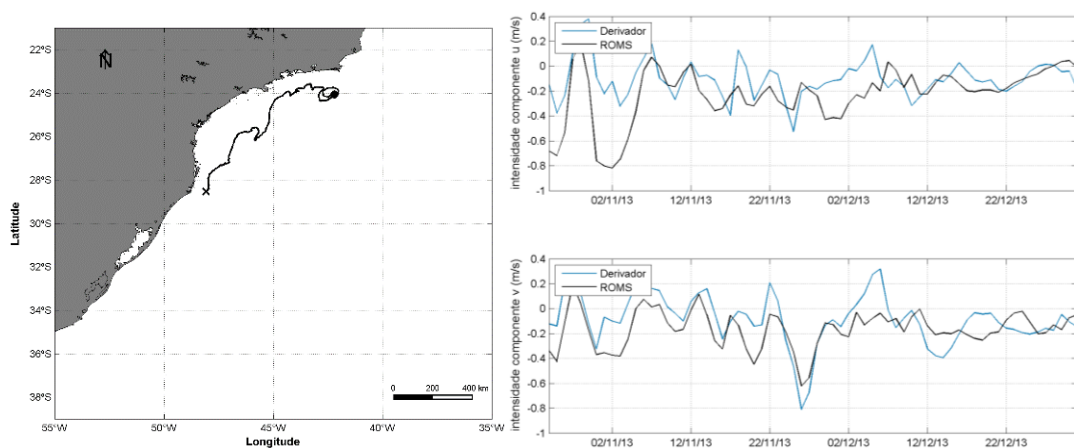 22°S
24°S
26°S
28°S
30°S
32°S
34°S
36°S
38°S
Latitude
N
0 200 400 km
55°W 50°W 45°W 40°W 35°W
Longitude
intensidade componente u (m/s)
0.4
0.2
-0
-0.2
-0.4
-0.6
-0.8
-1
Derivador
ROMS
02/11/13 12/11/13 22/11/13 02/12/13 12/12/13 22/12/13
intensidade componente v (m/s)
0.4
0.2
0
-0.2
-0.4
-0.6
-0.8
-1
Derivador
ROMS
02/11/13 12/11/13 22/11/13 02/12/13 12/12/13 22/12/13